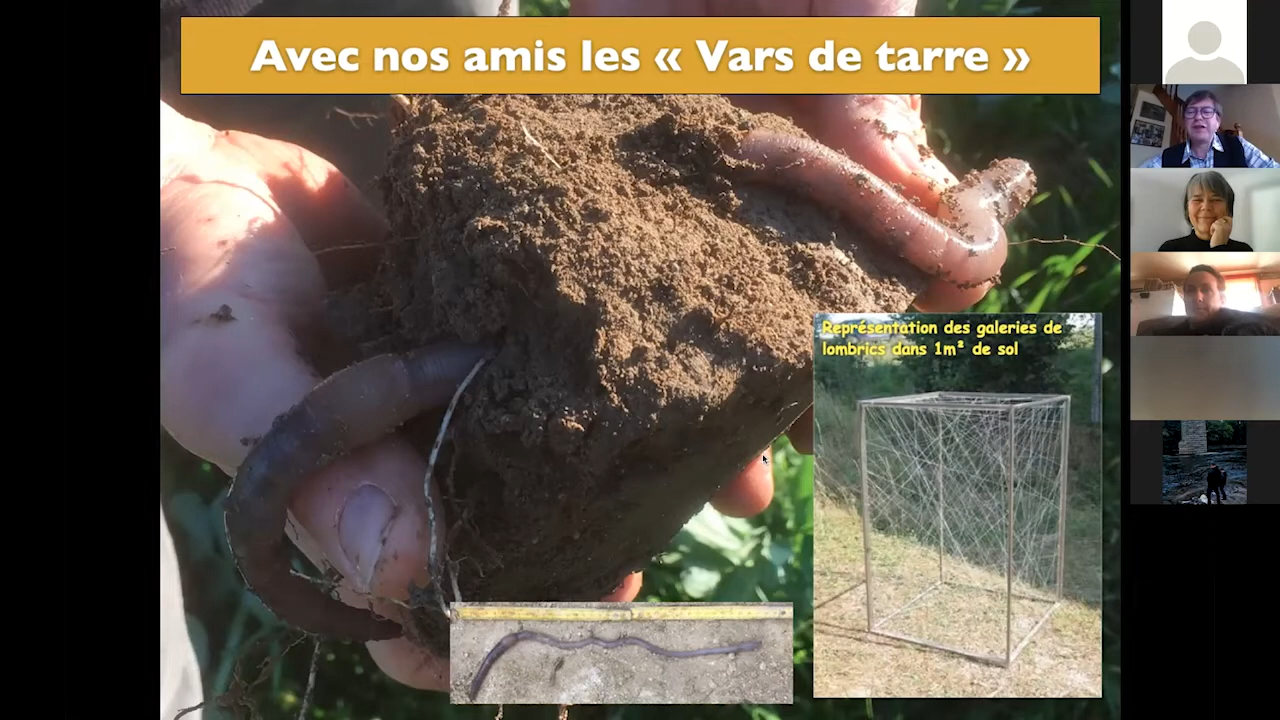 Avec nos amis les « Vars de tarre »
Représentation des galeries de
lombrics dans 1m² de sol